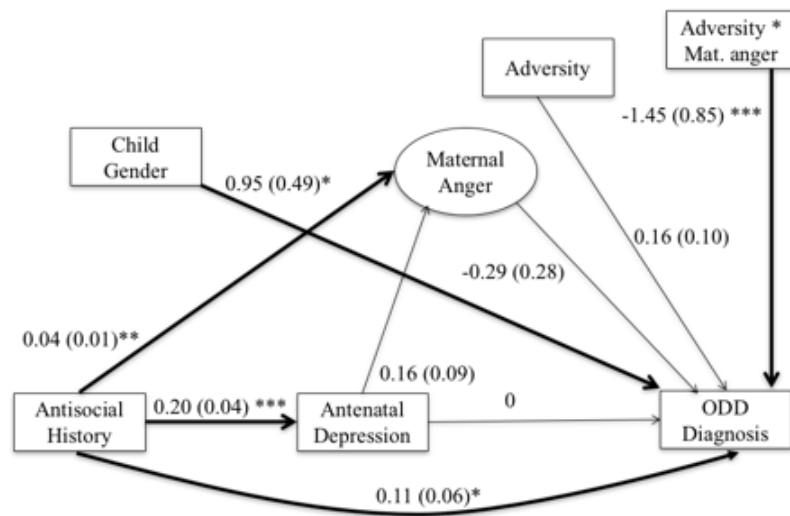 Adversity *
Mat. anger
Adversity
-1.45 (0.85) ***
Child
Gender
Maternal
Anger
0.95 (0.49)*
0.16 (0.10)
-0.29 (0.28)
0.04 (0.01)**
0.16 (0.09)
Antisocial
History
0.20 (0.04) ***
Antenatal
Depression
0
ODD
Diagnosis
0.11 (0.06)*